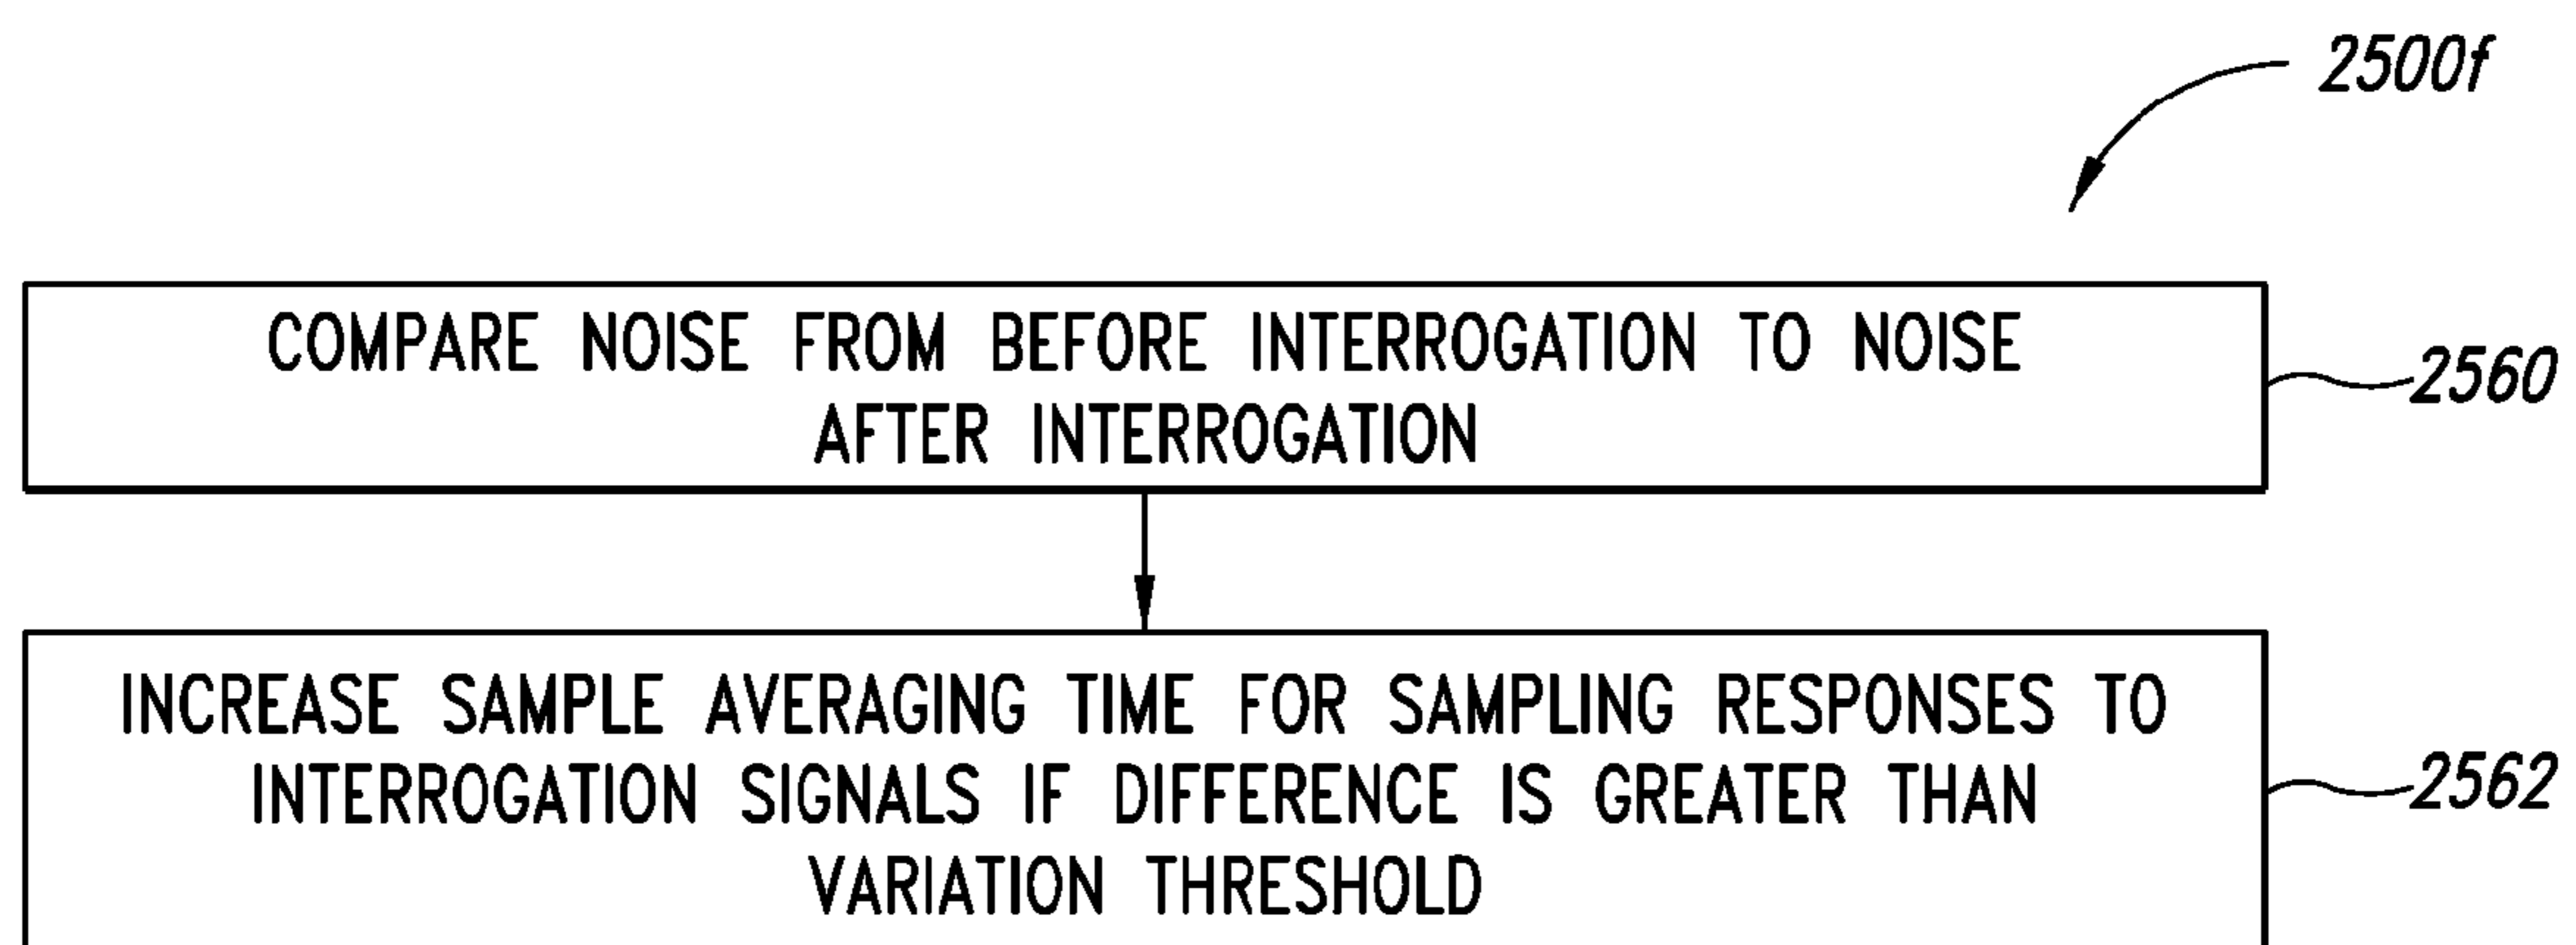 2500f
COMPARE NOISE FROM BEFORE INTERROGATION TO NOISE
AFTER INTERROGATION
2560
INCREASE SAMPLE AVERAGING TIME FOR SAMPLING RESPONSES TO
INTERROGATION SIGNALS IF DIFFERENCE IS GREATER THAN
VARIATION THRESHOLD
2562